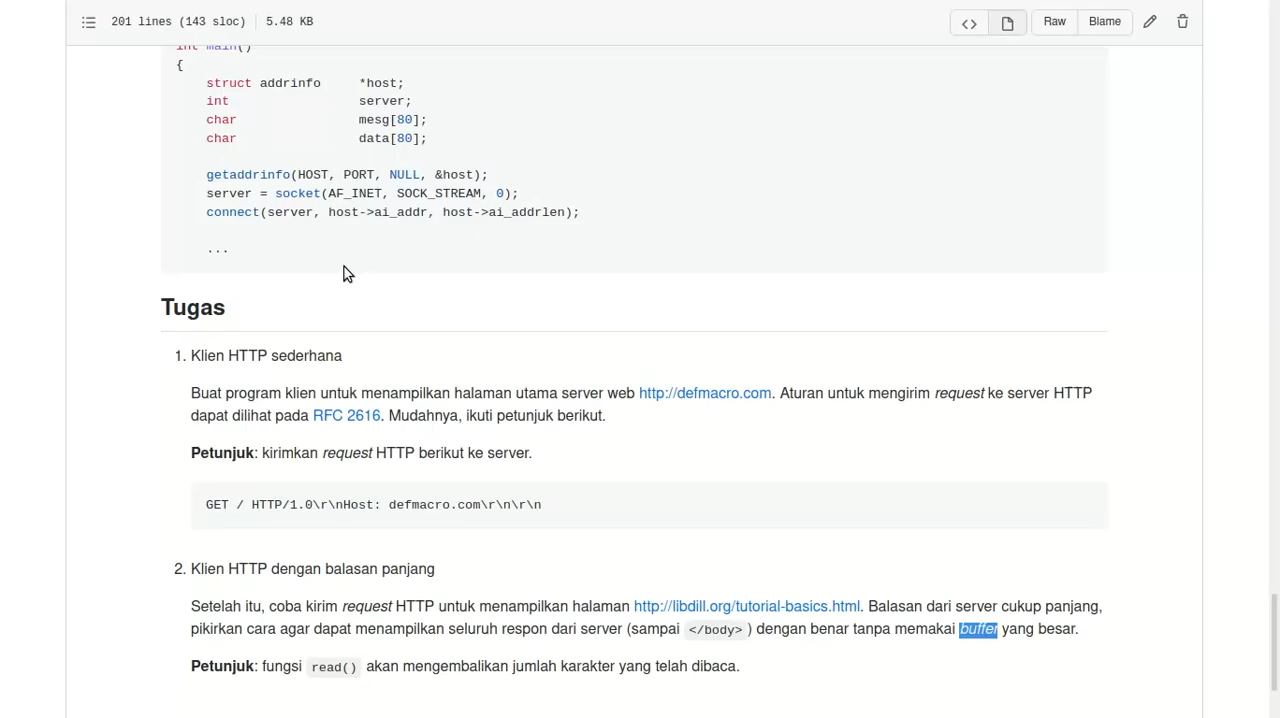 201 lines (143 sloc) 5.48 KB
Raw Blame
int main()
{
struct addrinfo *host;
int server;
char mesg[80];
char data[80];
getaddrinfo(HOST, PORT, NULL, &host);
server = socket(AF_INET, SOCK_STREAM, 0);
connect(server, host->ai_addr, host->ai_addrlen);
...
Tugas
1. Klien HTTP sederhana
Buat program klien untuk menampilkan halaman utama server web http://defmacro.com. Aturan untuk mengirim request ke server HTTP
dapat dilihat pada RFC 2616. Mudahnya, ikuti petunjuk berikut.
Petunjuk: kirimkan request HTTP berikut ke server.
GET / HTTP/1.0\r\nHost: defmacro.com\r\n\r\n
2. Klien HTTP dengan balasan panjang
Setelah itu, coba kirim request HTTP untuk menampilkan halaman http://libdill.org/tutorial-basics.html. Balasan dari server cukup panjang,
pikirkan cara agar dapat menampilkan seluruh respon dari server (sampai </body> ) dengan benar tanpa memakai buffer yang besar.
Petunjuk: fungsi read() akan mengembalikan jumlah karakter yang telah dibaca.